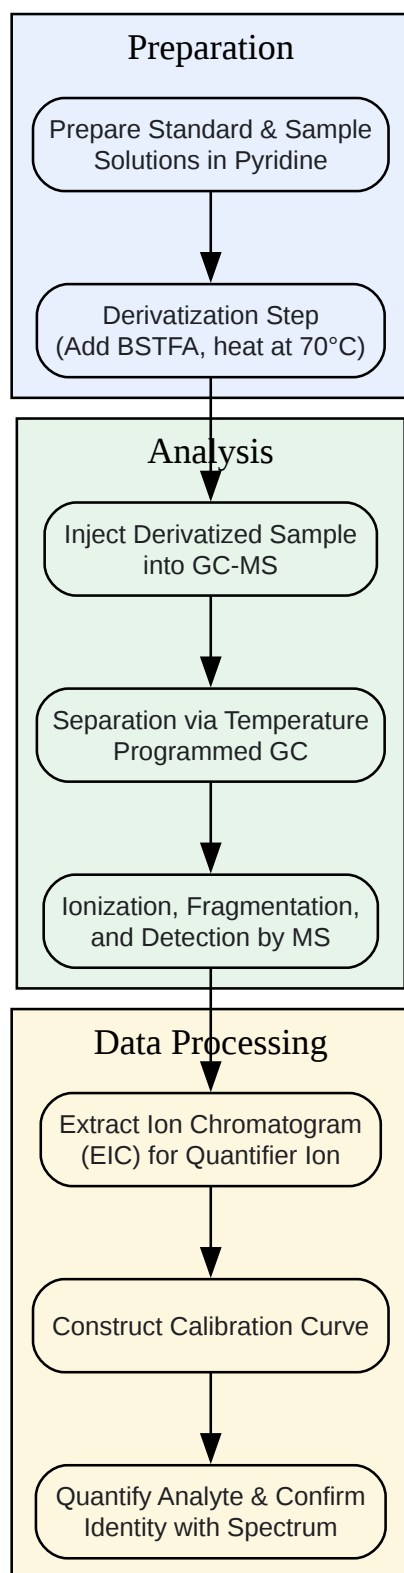 Preparation
Prepare Standard & Sample
Solutions in Pyridine
Derivatization Step
(Add BSTFA, heat at 70°C)
Analysis
Inject Derivatized Sample
into GC-MS
Separation via Temperature
Programmed GC
Ionization, Fragmentation,
and Detection by MS
Data Processing
Extract Ion Chromatogram
(EIC) for Quantifier Ion
Construct Calibration Curve
Quantify Analyte & Confirm
Identity with Spectrum